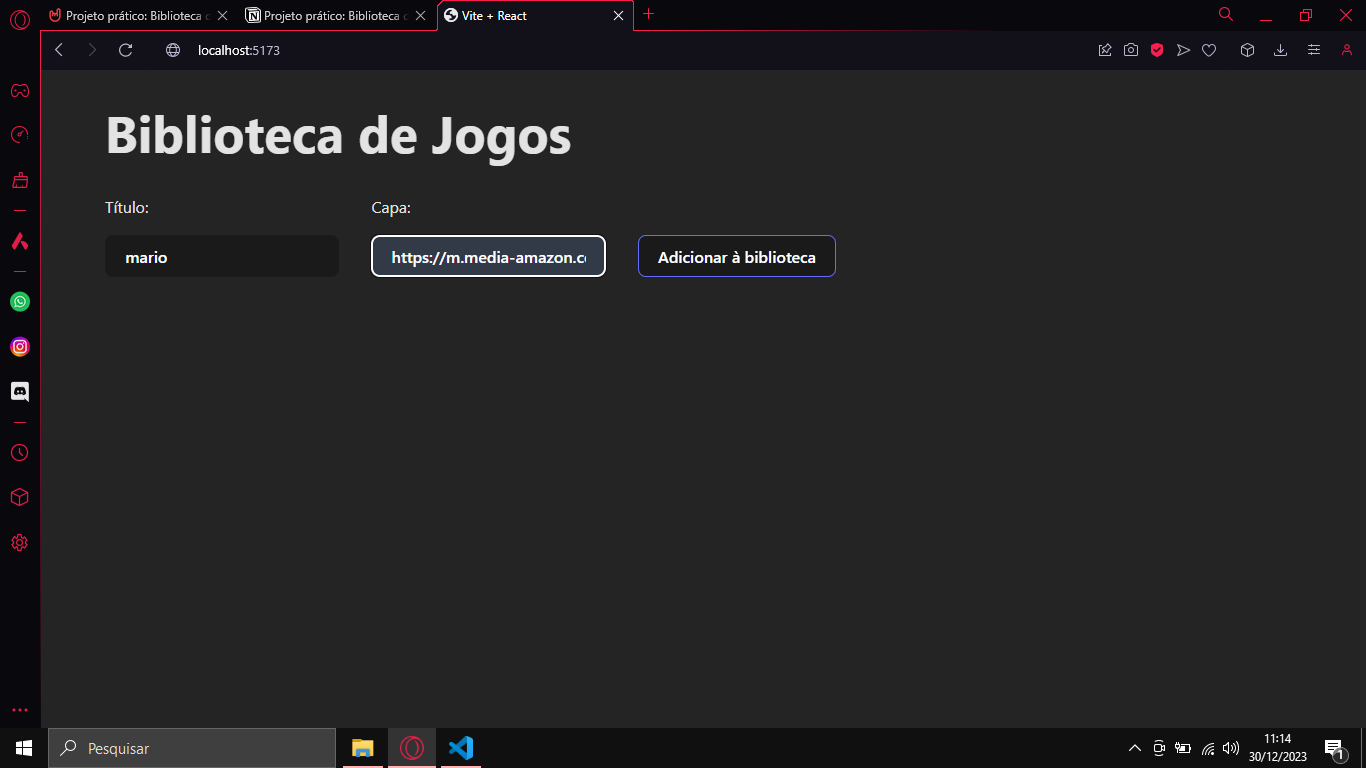 Projeto prático: Biblioteca
Projeto prático: Biblioteca
Vite + React
localhost:5173
Biblioteca de Jogos
Título:
Capa:
mario
https://m.media-amazon.c
Adicionar à biblioteca
Pesquisar
11:14
30/12/2023
1